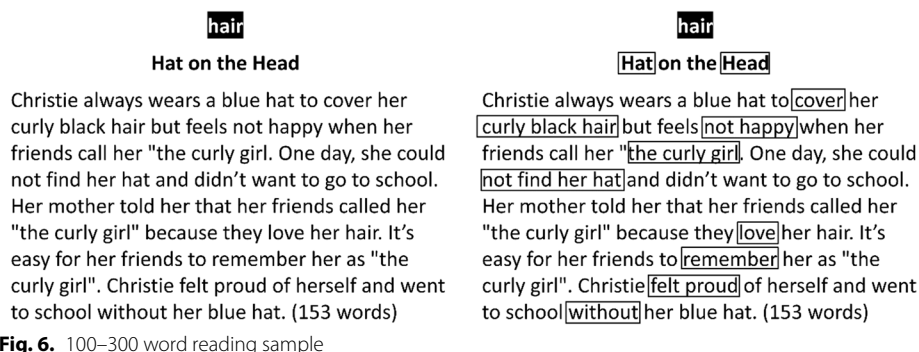 hair
Hat on the Head
Christie always wears a blue hat to cover her
curly black hair but feels not happy when her
friends call her "the curly girl. One day, she could
not find her hat and didn't want to go to school.
Her mother told her that her friends called her
"the curly girl" because they love her hair. It's
easy for her friends to remember her as "the
curly girl". Christie felt proud of herself and went
to school without her blue hat. (153 words)
hair
Hat on the Head
Christie always wears a blue hat to cover her
curly black hair but feels not happy when her
friends call her "the curly girl. One day, she could
not find her hat and didn't want to go to school.
Her mother told her that her friends called her
"the curly girl" because they love her hair. It's
easy for her friends to remember her as "the
curly girl". Christie felt proud of herself and went
to school without her blue hat. (153 words)
Fig. 6. 100–300 word reading sample